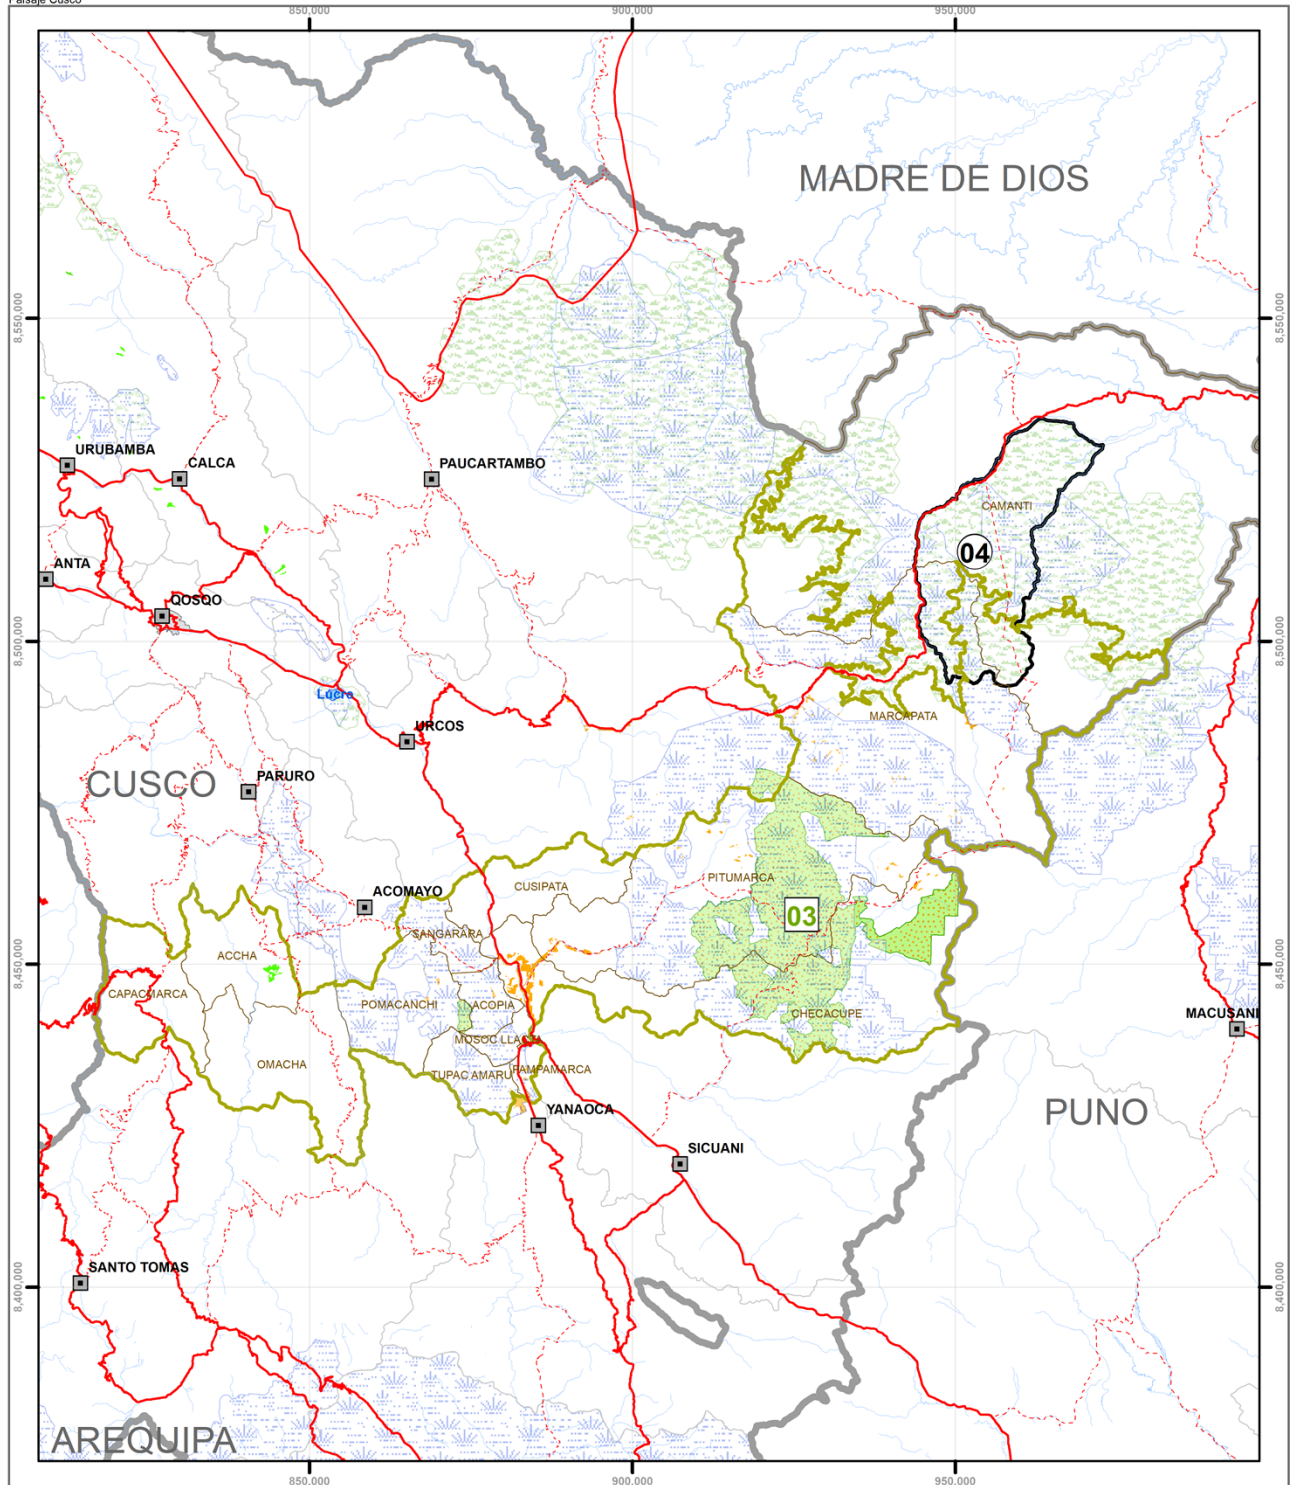 Paisaje Cusco
850,000
900,000
950,000
MADRE DE DIOS
8,550,000
8,550,000
URUBAMBA
CALCA
PAUCARTAMBO
CAMANTI
04
ANTA
QOSQO
8,500,000
8,500,000
Lucre
MARCAPATA
URCOS
CUSCO
PARURO
PITUMARCA
CUSIPATA
ACOMAYO
03
SANGARARA
ACCHA
8,450,000
8,450,000
CAPACMARCA
POMACANCHI
ACOPIA
CHECACUPE
MACUSANI
MOSOC LLACTA
OMACHA
TUPAC AMARU
PAMPAMARCA
YANAOCA
PUNO
SICUANI
SANTO TOMAS
8,400,000
8,400,000
AREQUIPA
850,000
900,000
950,000